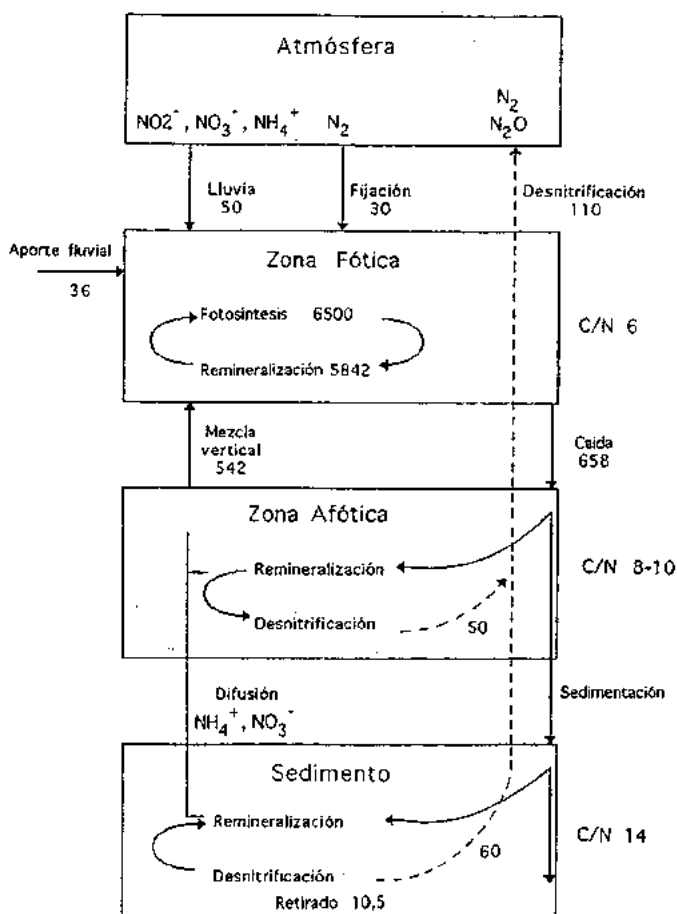 Atmósfera
N₂
NO2⁻, NO₃⁻, NH₄⁺ N₂ N₂O
Lluvía Fijación Desnitrificación
50 30 110
Aporte fluvial
36
Zona Fótica
Fotosíntesis 6500
C/N 6
Remineralización 5842
Mezcla
vertical
542
Caida
658
Zona Afótica
Remineralización C/N 8-10
Desnitrificación 50
Difusión Sedimentación
NH₄⁺, NO₃⁻
Sedimento
Remineralización C/N 14
60
Desnitrificación
Retirado 10,5